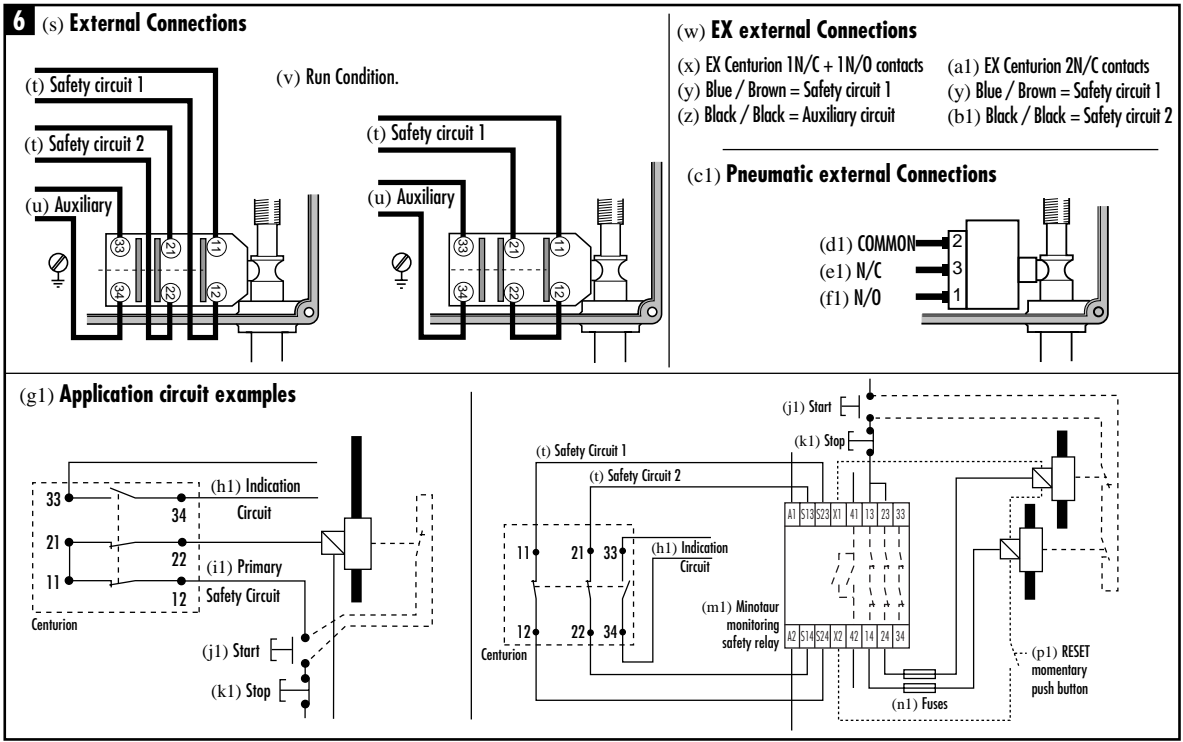 6 (s) External Connections
(t) Safety circuit 1
(t) Safety circuit 2
(u) Auxiliary
33 21 11
34 22 12
(v) Run Condition.
(t) Safety circuit 1
(u) Auxiliary
33 21 11
34 22 12
(w) EX external Connections
(x) EX Centurion 1N/C + 1N/O contacts
(y) Blue / Brown = Safety circuit 1
(z) Black / Black = Auxiliary circuit
(a1) EX Centurion 2N/C contacts
(y) Blue / Brown = Safety circuit 1
(b1) Black / Black = Safety circuit 2
(c1) Pneumatic external Connections
(d1) COMMON 2
(e1) N/C 3
(f1) N/O 1
(g1) Application circuit examples
33
34
(h1) Indication
Circuit
21
22
11
12
(i1) Primary
Safety Circuit
Centurion
(j1) Start
(k1) Stop
(t) Safety Circuit 1
(t) Safety Circuit 2
11 21 33
(h1) Indication
Circuit
12 22 34
Centurion
(j1) Start
(k1) Stop
A1 S13 S23 X1 41 13 23 33
(m1) Minotaur
monitoring
safety relay
A2 S14 S24 X2 42 14 24 34
(n1) Fuses
(p1) RESET
momentary
push button